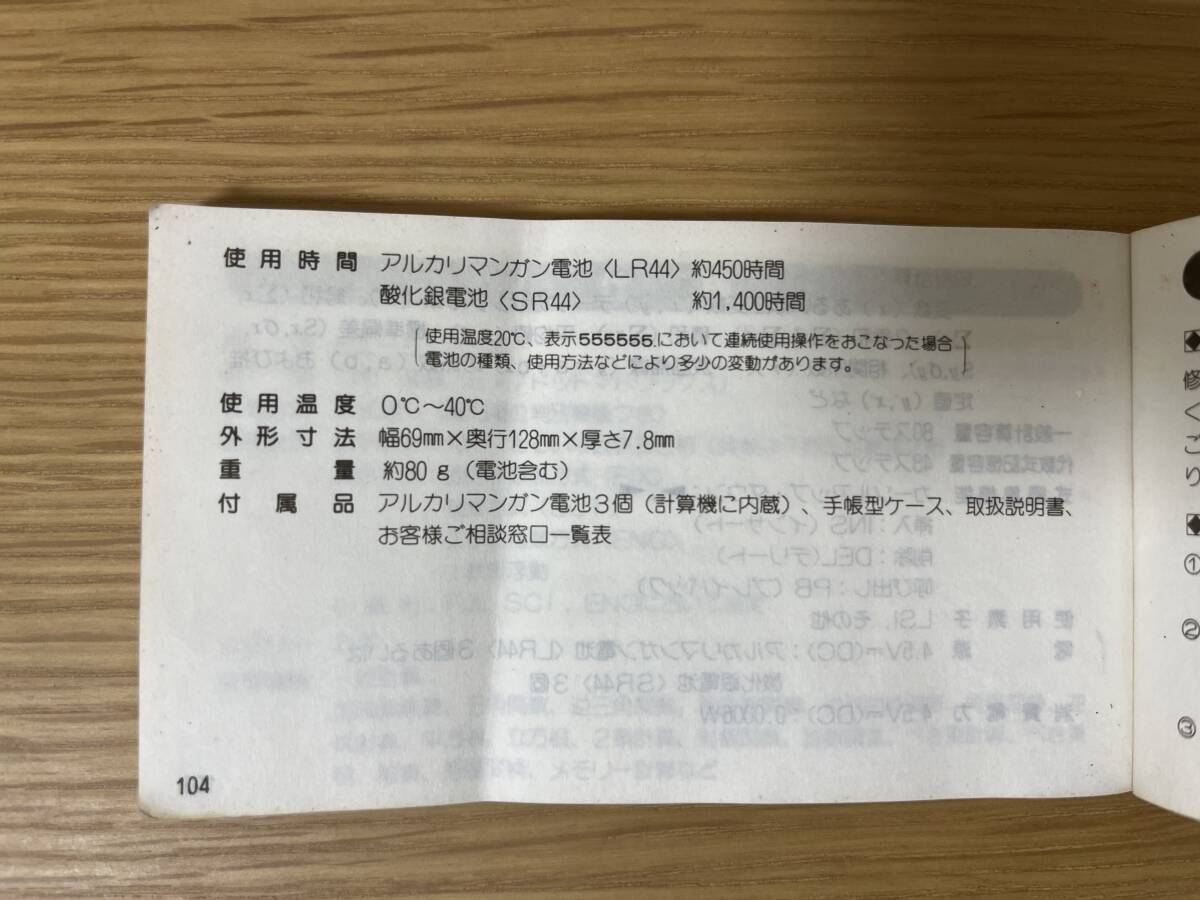 使用時間 アルカリマンガン電池〈LR44〉約450時間
酸化銀電池〈SR44〉 約1,400時間
使用温度20℃、表示555555.において連続使用操作をおこなった場合
電池の種類、使用方法などにより多少の変動があります。
使用温度 0℃～40℃
外形寸法 幅69mm×奥行128mm×厚さ7.8mm
重量 約80g（電池含む）
付属品 アルカリマンガン電池3個（計算機に内蔵）、手帳型ケース、取扱説明書、
お客様ご相談窓口一覧表
104
修
く
ご
り
①
②
③